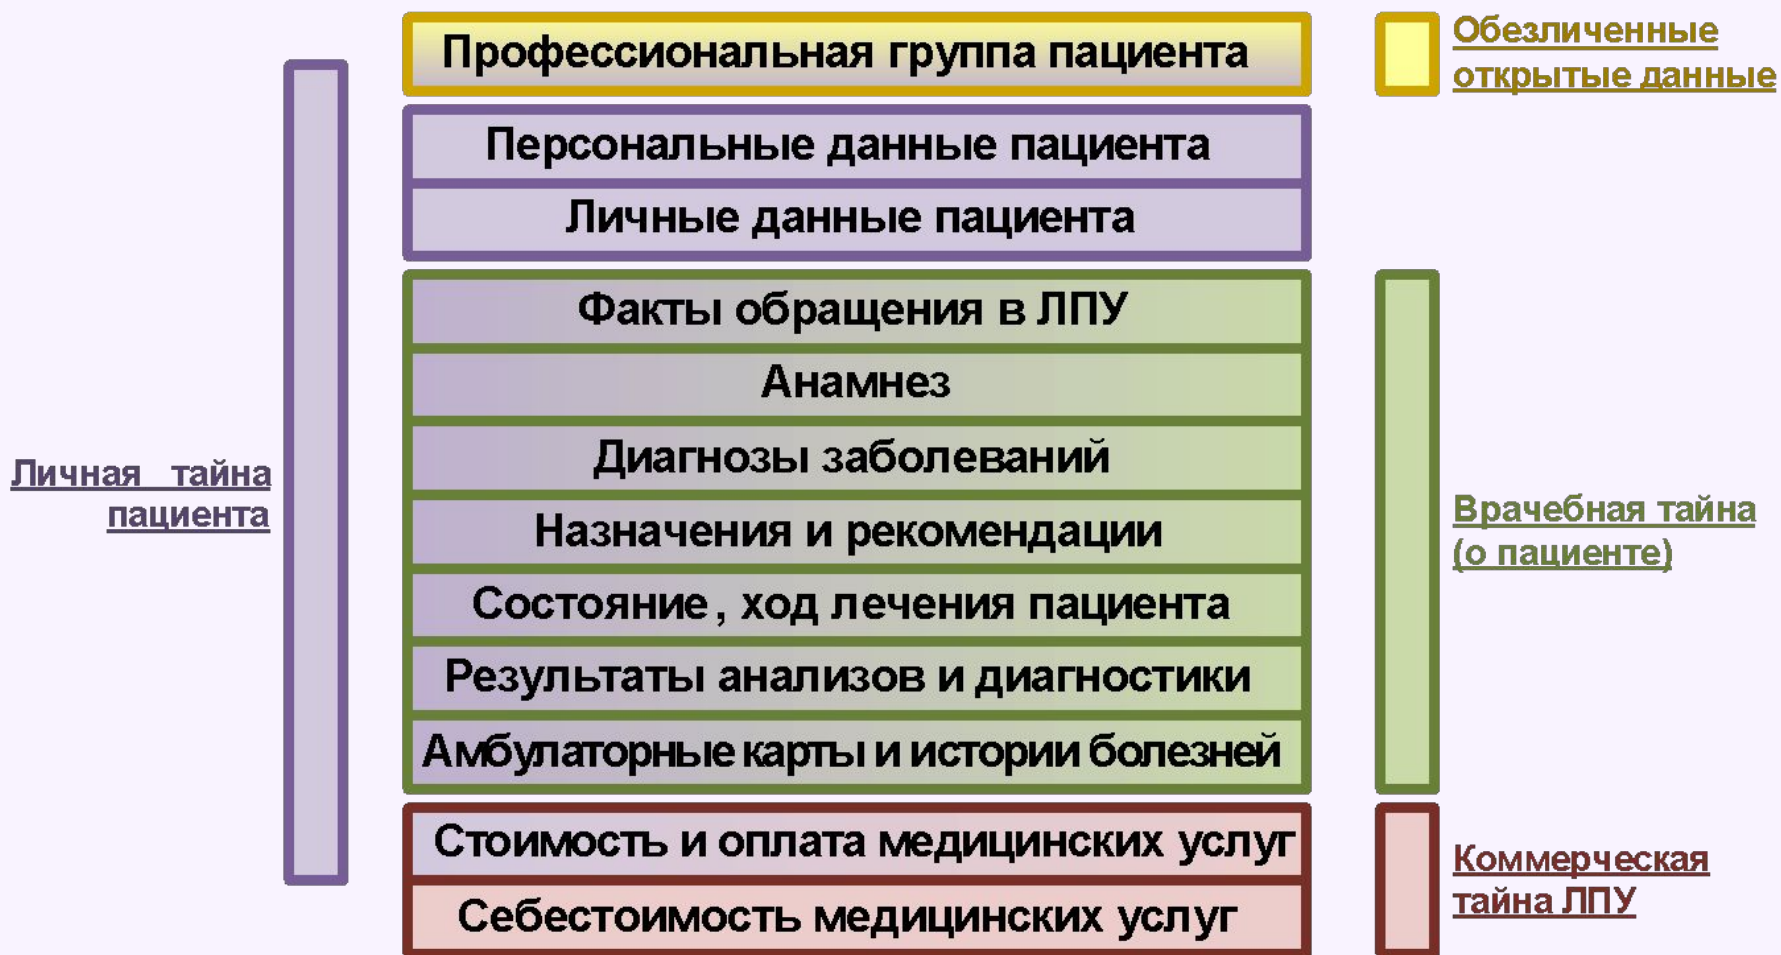 Профессиональная группа пациента
Обезличенные
открытые данные
Персональные данные пациента
Личные данные пациента
Факты обращения в ЛПУ
Анамнез
Диагнозы заболеваний
Личная тайна
пациента
Назначения и рекомендации
Врачебная тайна
(о пациенте)
Состояние, ход лечения пациента
Результаты анализов и диагностики
Амбулаторные карты и истории болезней
Стоимость и оплата медицинских услуг
Себестоимость медицинских услуг
Коммерческая
тайна ЛПУ